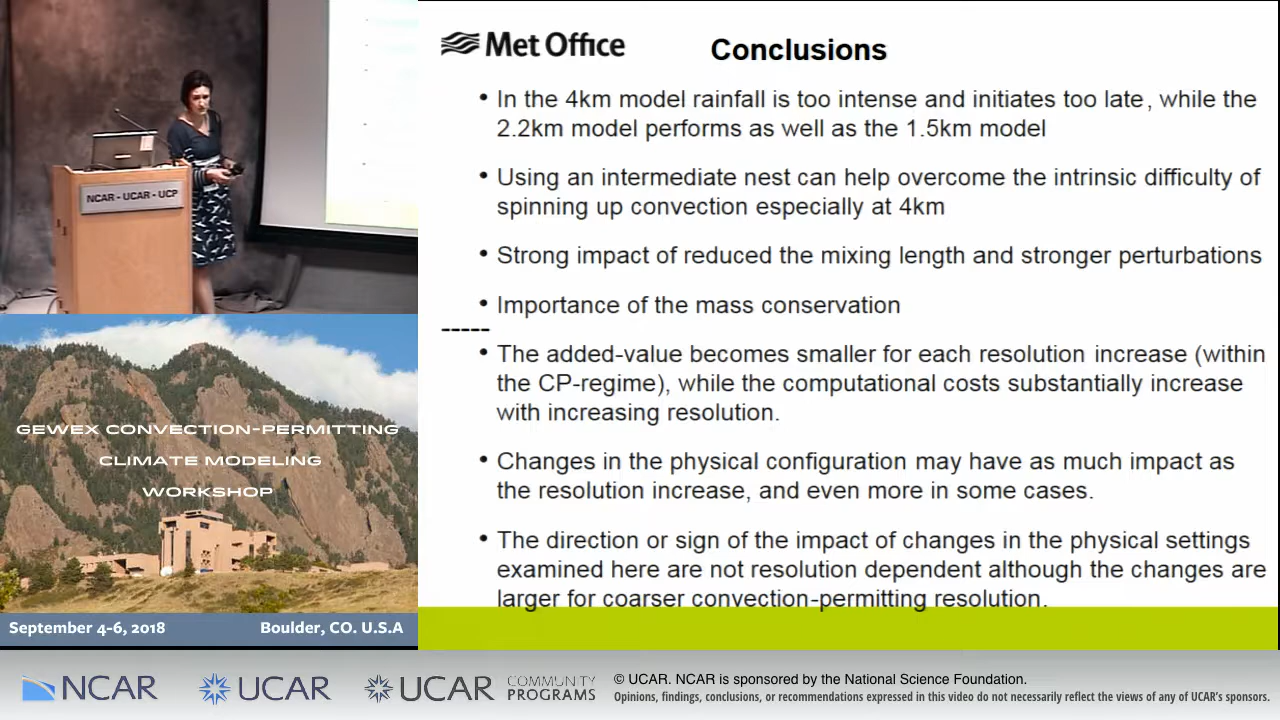 NCAR - UCAR - UCP
GEWEX CONVECTION-PERMITTING
CLIMATE MODELING
WORKSHOP
September 4-6, 2018
Boulder, CO. U.S.A
Met Office
Conclusions
• In the 4km model rainfall is too intense and initiates too late, while the
2.2km model performs as well as the 1.5km model
• Using an intermediate nest can help overcome the intrinsic difficulty of
spinning up convection especially at 4km
• Strong impact of reduced the mixing length and stronger perturbations
• Importance of the mass conservation
-----
• The added-value becomes smaller for each resolution increase (within
the CP-regime), while the computational costs substantially increase
with increasing resolution.
• Changes in the physical configuration may have as much impact as
the resolution increase, and even more in some cases.
• The direction or sign of the impact of changes in the physical settings
examined here are not resolution dependent although the changes are
larger for coarser convection-permitting resolution.
NCAR
UCAR
UCAR
COMMUNITY
PROGRAMS
© UCAR. NCAR is sponsored by the National Science Foundation.
Opinions, findings, conclusions, or recommendations expressed in this video do not necessarily reflect the views of any of UCAR's sponsors.